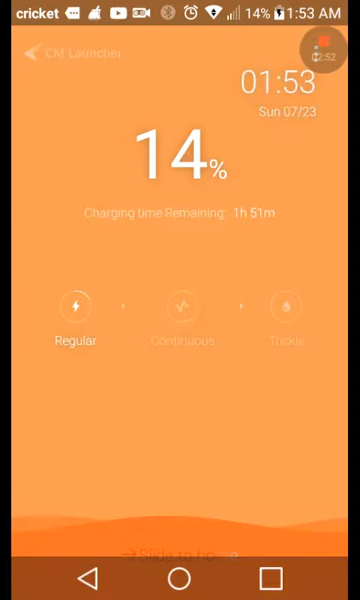 cricket 14% 1:53 AM
CM Launcher
02:52
01:53
Sun 07/23
14%
Charging time Remaining: 1h 51m
Regular Continuous Trickle
Slide to